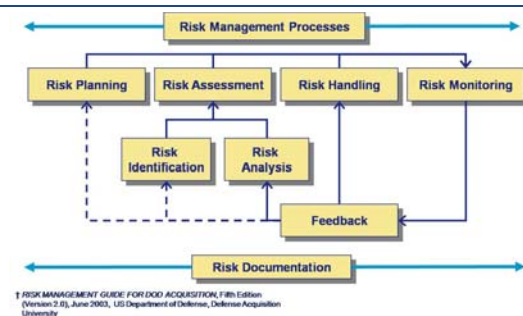 Risk Management Processes
Risk Planning
Risk Assessment
Risk Handling
Risk Monitoring
Risk
Identification
Risk
Analysis
Feedback
Risk Documentation
† RISK MANAGEMENT GUIDE FOR DOD ACQUISITION, Fifth Edition
(Version 2.0), June 2003, US Department of Defense, Defense Acquisition
University